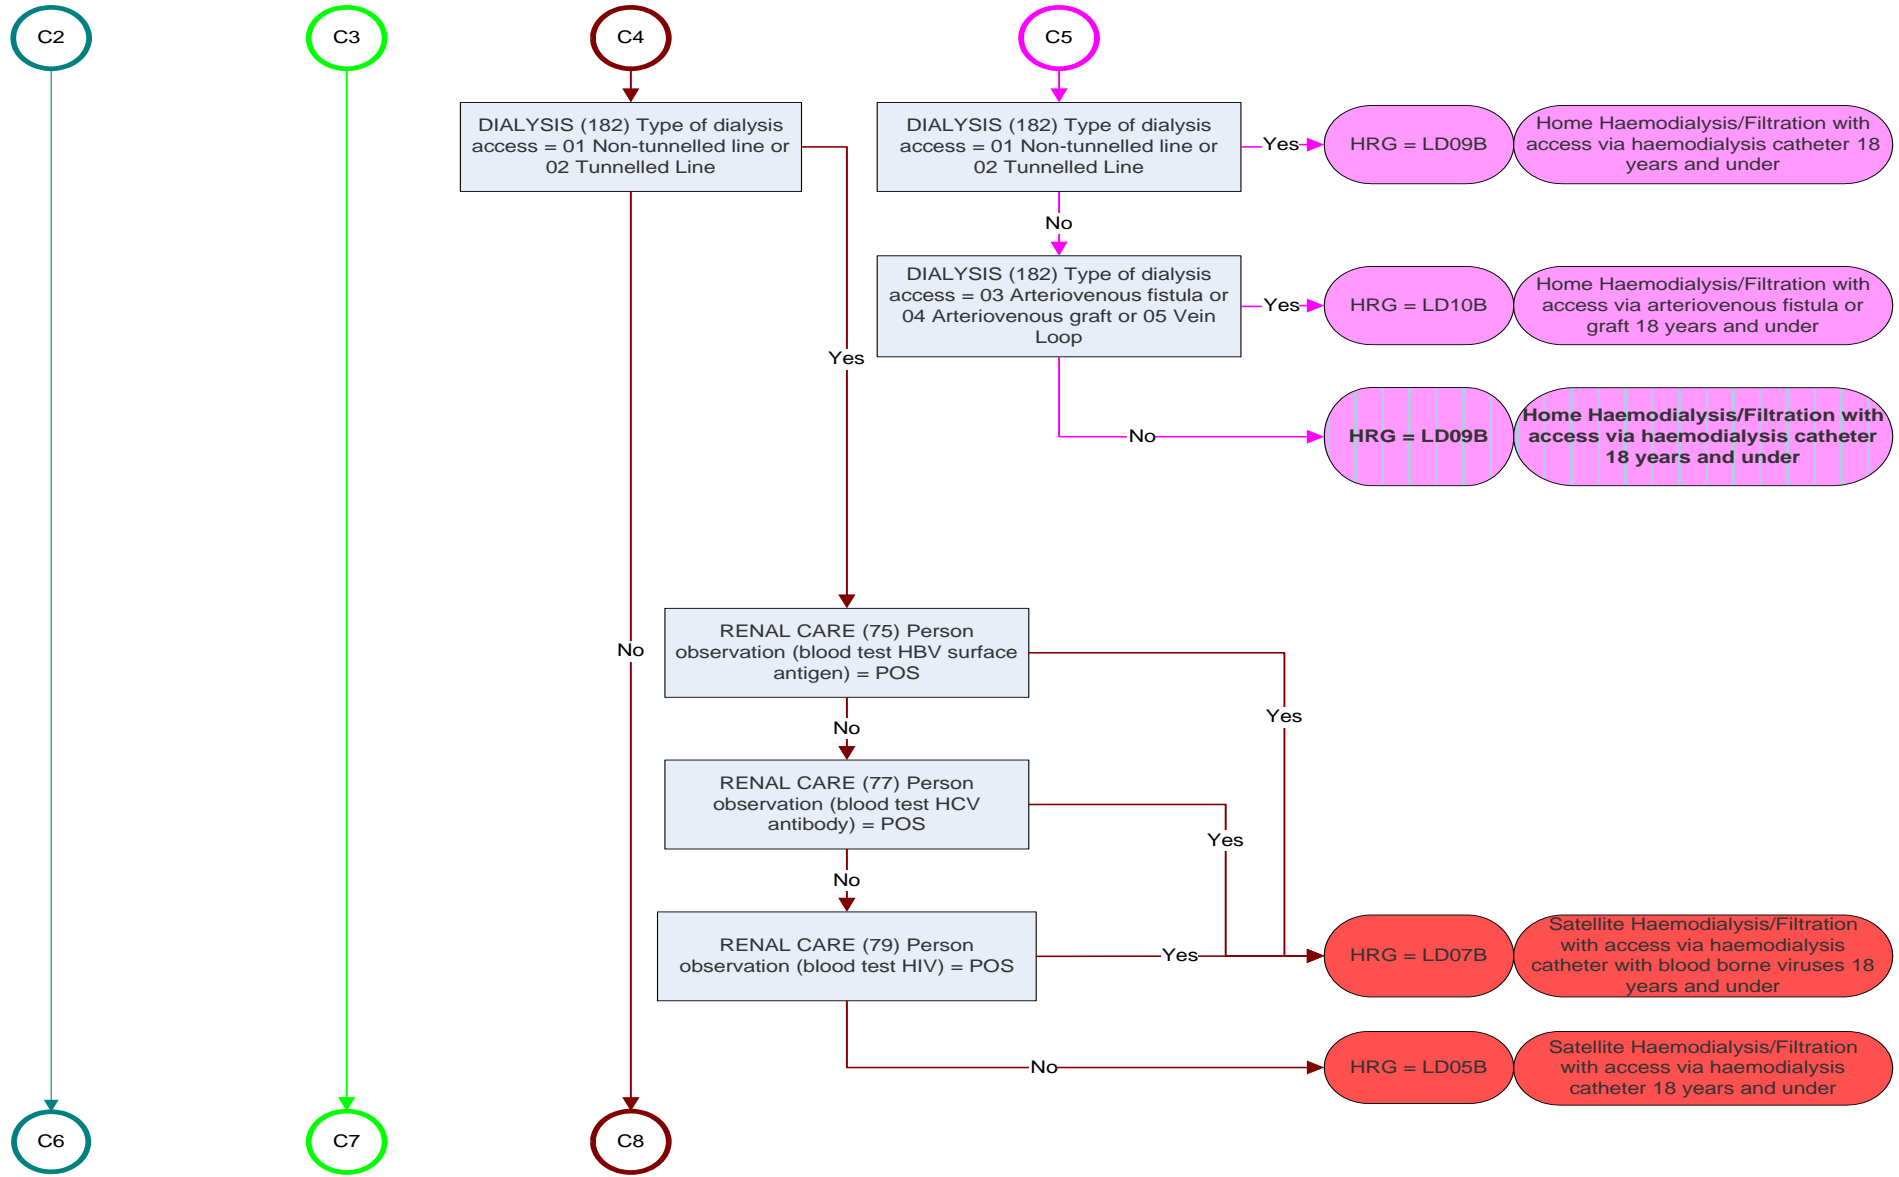 C2
C3
C4
C5
DIALYSIS (182) Type of dialysis
access = 01 Non-tunnelled line or
02 Tunnelled Line
DIALYSIS (182) Type of dialysis
access = 01 Non-tunnelled line or
02 Tunnelled Line
Yes
HRG = LD09B
Home Haemodialysis/Filtration with
access via haemodialysis catheter 18
years and under
No
DIALYSIS (182) Type of dialysis
access = 03 Arteriovenous fistula or
04 Arteriovenous graft or 05 Vein
Loop
Yes
HRG = LD10B
Home Haemodialysis/Filtration with
access via arteriovenous fistula or
graft 18 years and under
Yes
No
HRG = LD09B
Home Haemodialysis/Filtration with
access via haemodialysis catheter
18 years and under
No
RENAL CARE (75) Person
observation (blood test HBV surface
antigen) = POS
Yes
No
RENAL CARE (77) Person
observation (blood test HCV
antibody) = POS
Yes
No
RENAL CARE (79) Person
observation (blood test HIV) = POS
Yes
HRG = LD07B
Satellite Haemodialysis/Filtration
with access via haemodialysis
catheter with blood borne viruses 18
years and under
No
HRG = LD05B
Satellite Haemodialysis/Filtration
with access via haemodialysis
catheter 18 years and under
C6
C7
C8